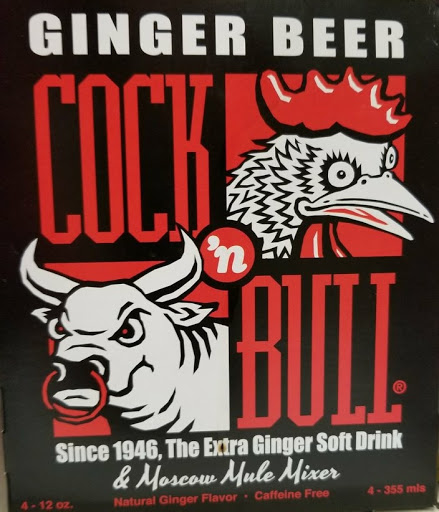 GINGER BEER
COCK
'n
BULL®
Since 1946, The Extra Ginger Soft Drink
& Moscow Mule Mixer
4 - 12 oz.
Natural Ginger Flavor • Caffeine Free
4 - 355 mls